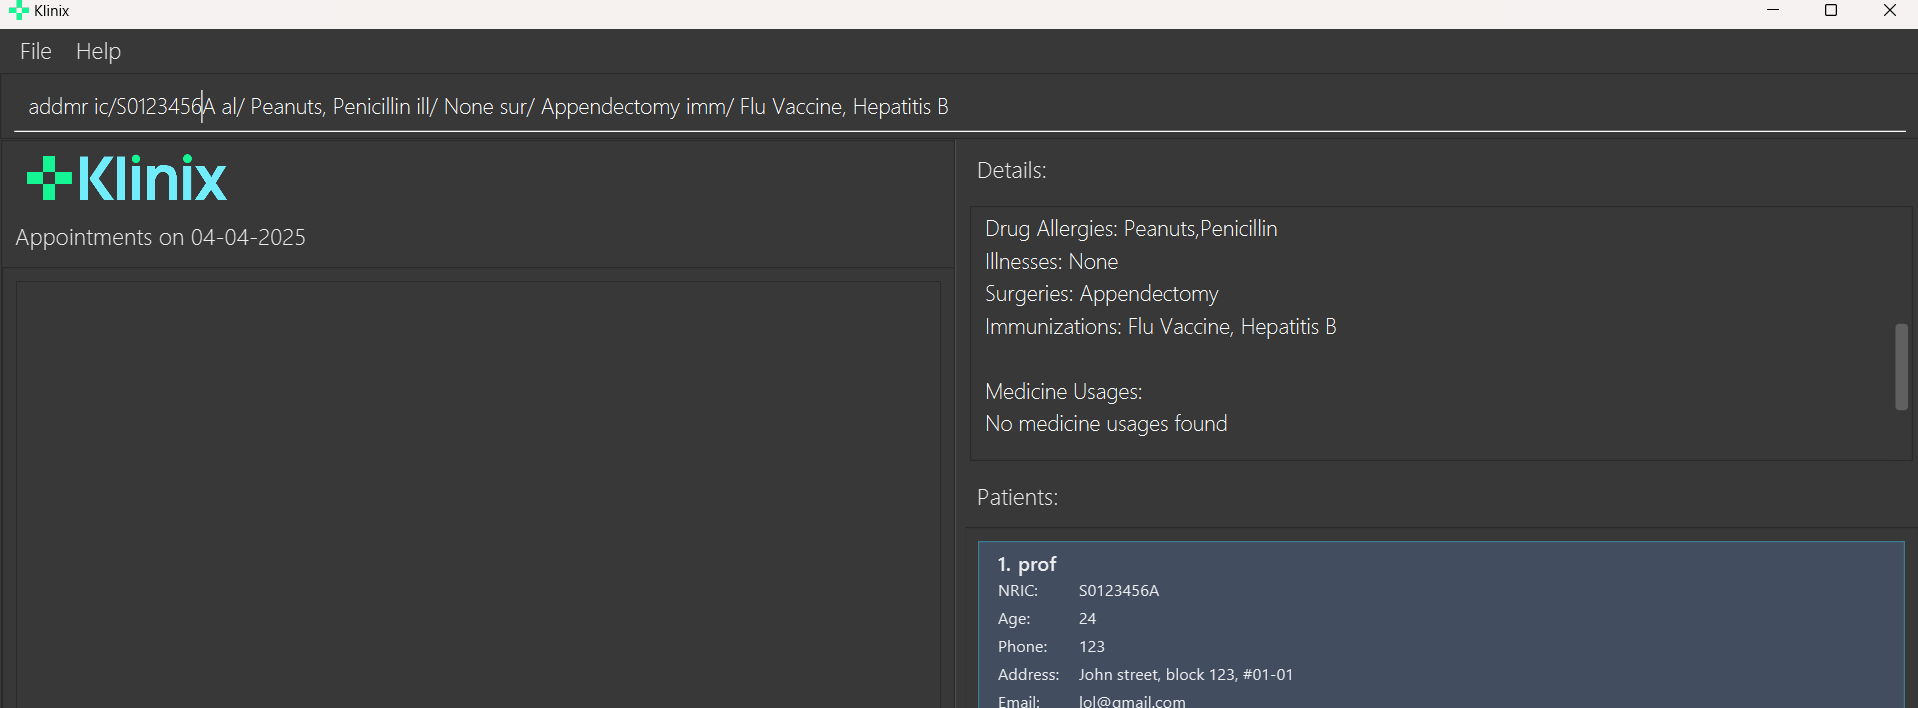 Klinix
File Help
addmr ic/S0123456A al/ Peanuts, Penicillin ill/ None sur/ Appendectomy imm/ Flu Vaccine, Hepatitis B
Klinix
Appointments on 04-04-2025
Details:
Drug Allergies: Peanuts,Penicillin
Illnesses: None
Surgeries: Appendectomy
Immunizations: Flu Vaccine, Hepatitis B
Medicine Usages:
No medicine usages found
Patients:
1. prof
NRIC: S0123456A
Age: 24
Phone: 123
Address: John street, block 123, #01-01
Email: lol@gmail.com